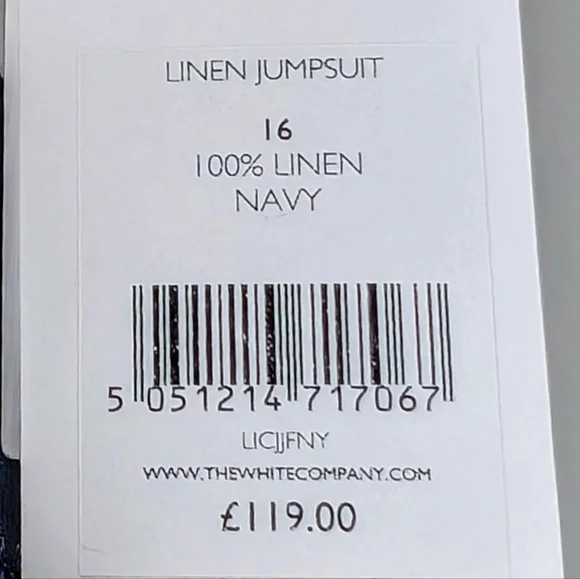 LINEN JUMPSUIT
16
100% LINEN
NAVY
5 051214 717067
LICJJFNY
WWW.THEWHITECOMPANY.COM
£119.00